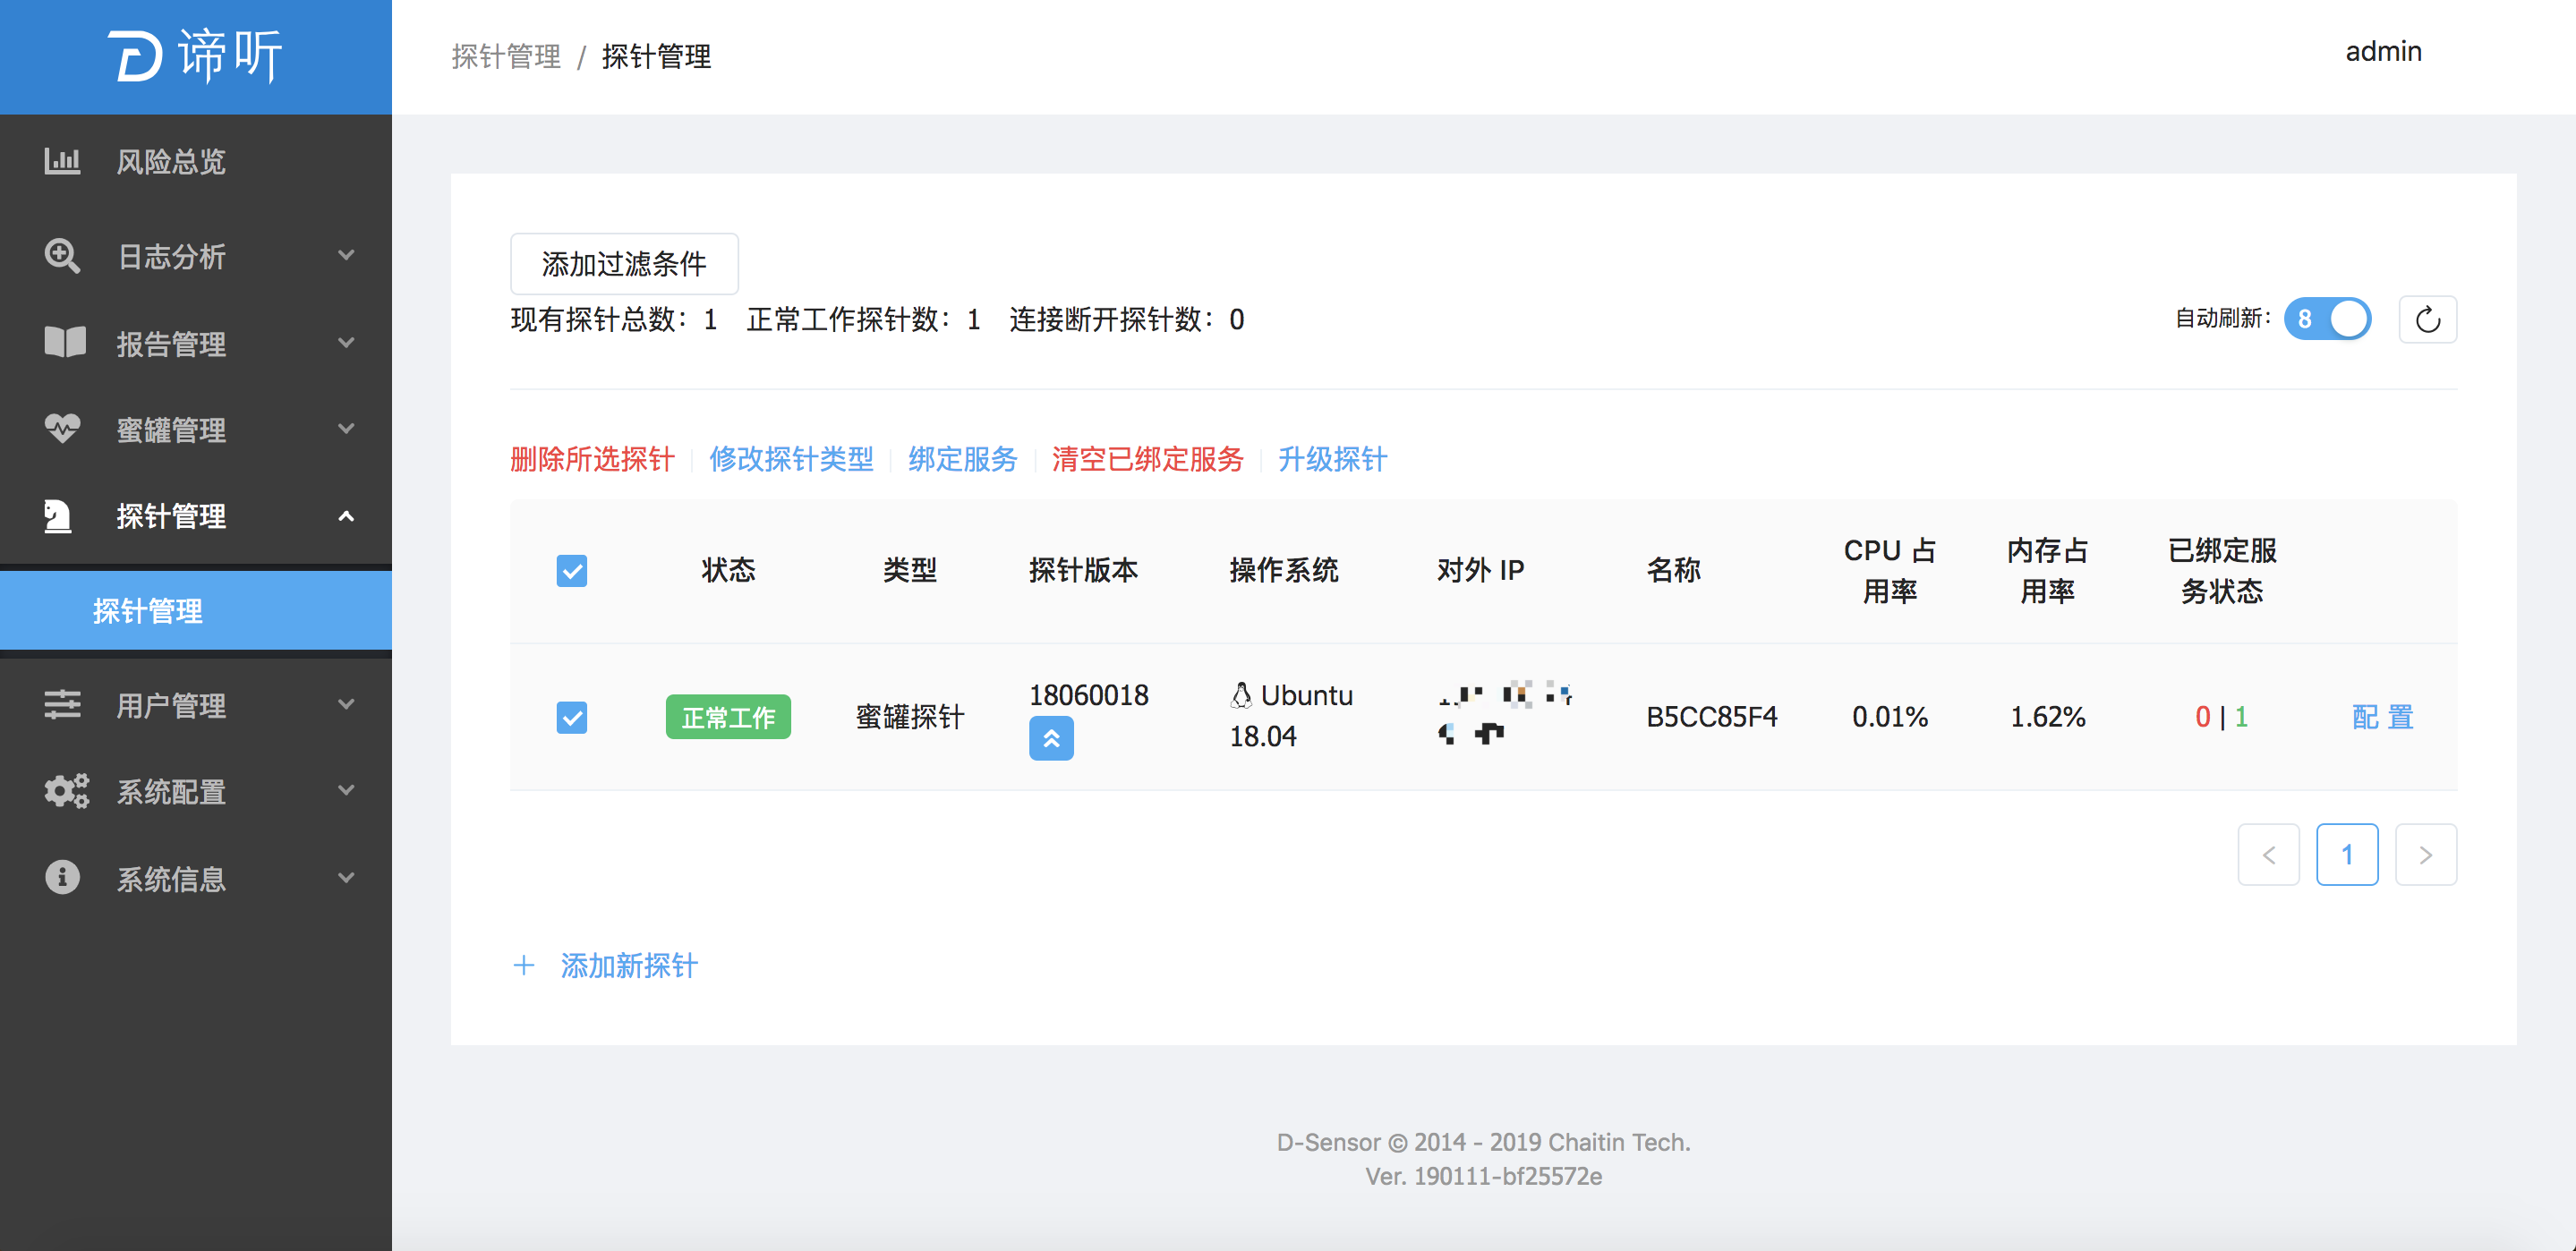 谛听
探针管理 / 探针管理
admin
风险总览
日志分析
报告管理
蜜罐管理
探针管理
探针管理
用户管理
系统配置
系统信息
添加过滤条件
现有探针总数：1 正常工作探针数：1 连接断开探针数：0
自动刷新： 8
删除所选探针 修改探针类型 绑定服务 清空已绑定服务 升级探针
状态 类型 探针版本 操作系统 对外 IP 名称 CPU 占用率 内存占用率 已绑定服务状态
正常工作 蜜罐探针 18060018 Ubuntu 18.04 B5CC85F4 0.01% 1.62% 0 | 1 配 置
< 1 >
+ 添加新探针
D-Sensor © 2014 - 2019 Chaitin Tech.
Ver. 190111-bf25572e